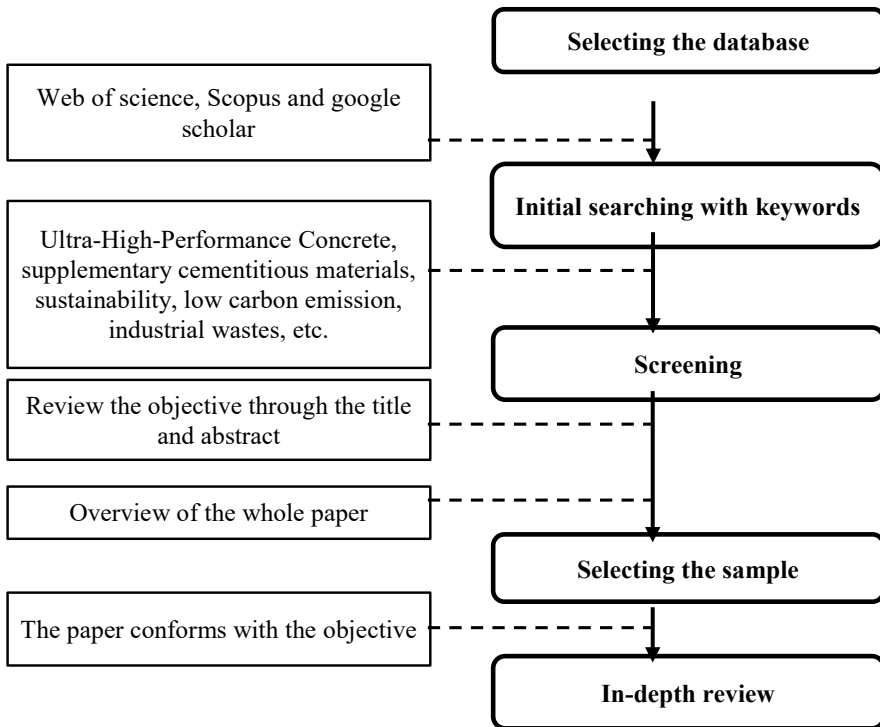 Selecting the database
Web of science, Scopus and google
scholar
Initial searching with keywords
Ultra-High-Performance Concrete,
supplementary cementitious materials,
sustainability, low carbon emission,
industrial wastes, etc.
Screening
Review the objective through the title
and abstract
Overview of the whole paper
Selecting the sample
The paper conforms with the objective
In-depth review